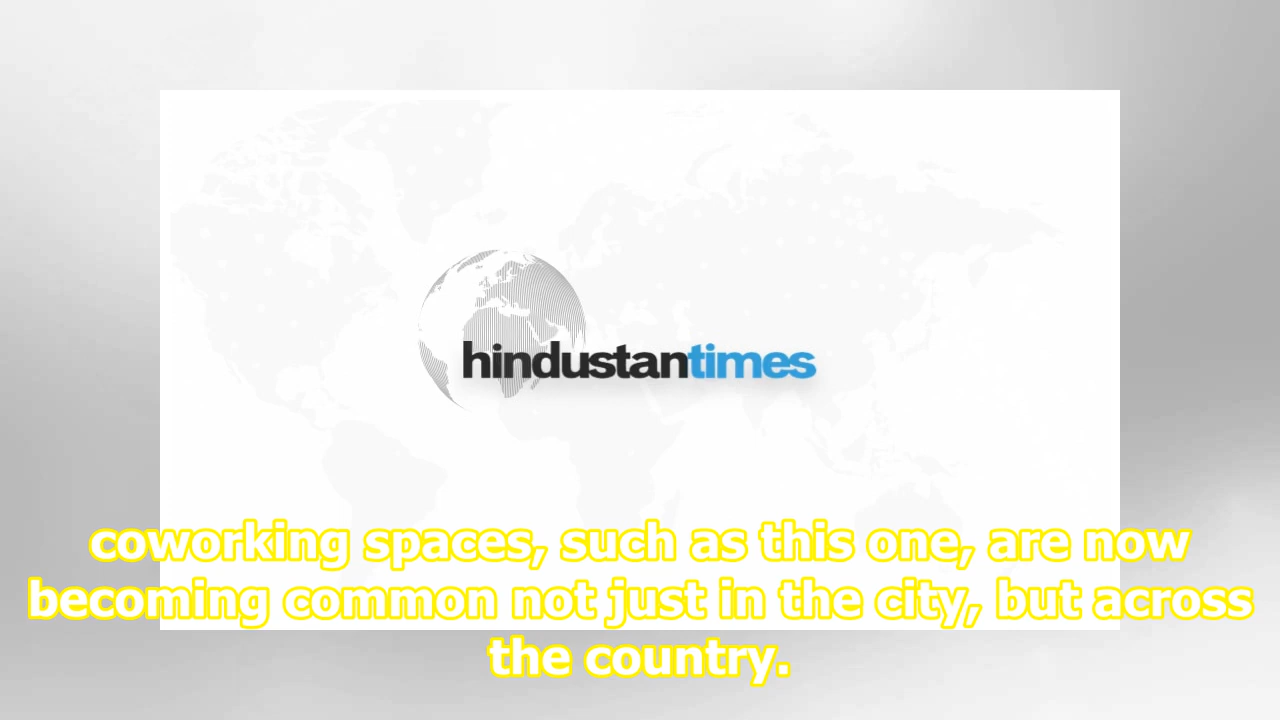 hindustantimes
coworking spaces, such as this one, are now
becoming common not just in the city, but across
the country.